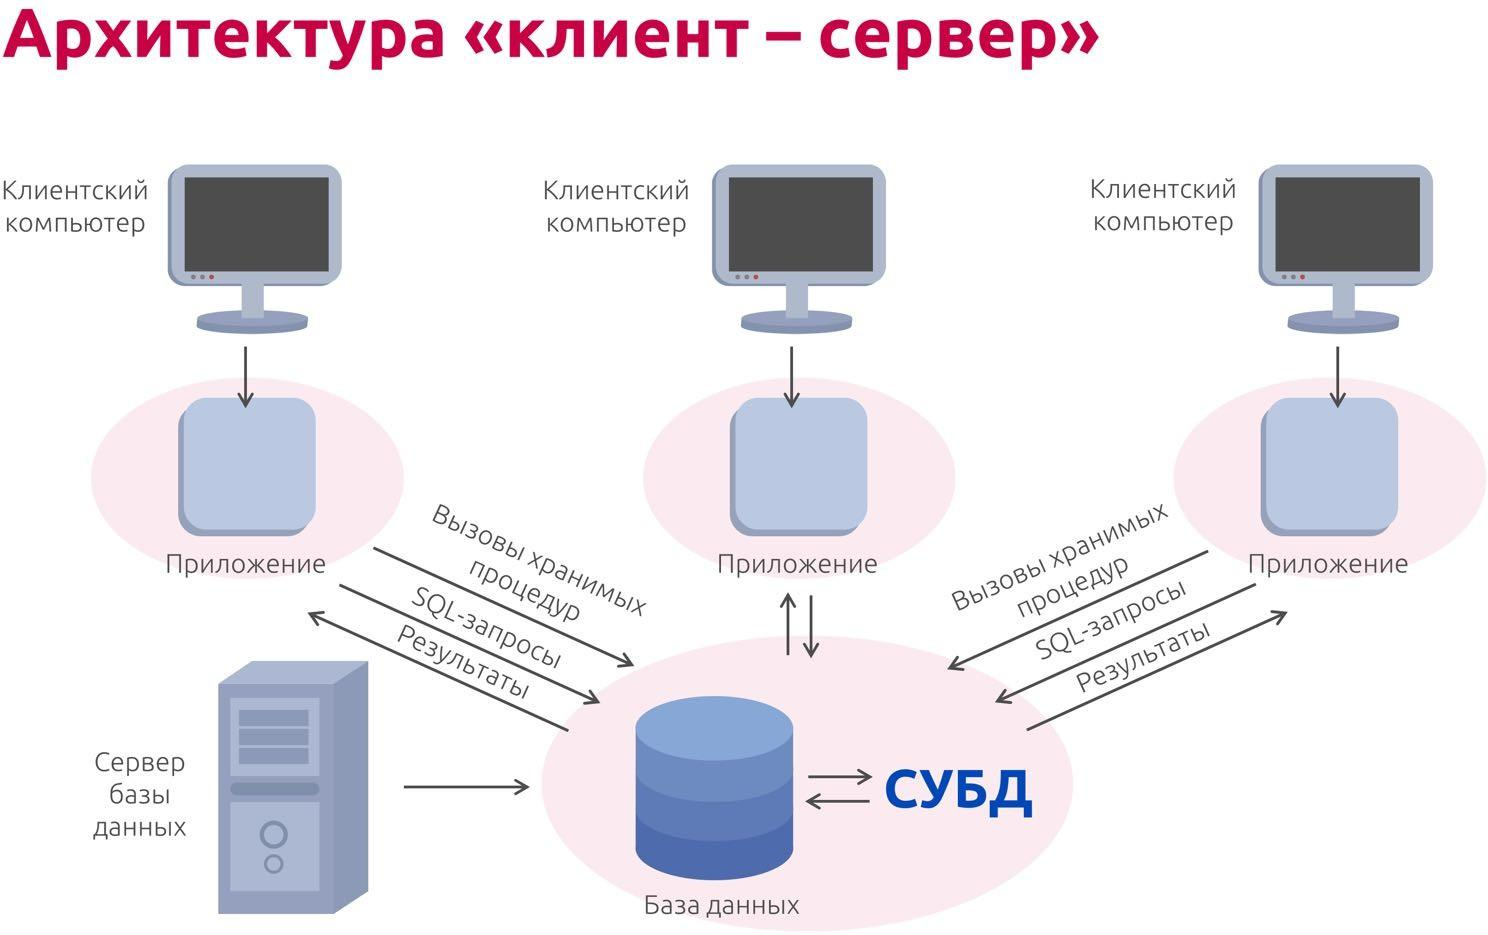 Архитектура «клиент – сервер»
Клиентский
компьютер
Клиентский
компьютер
Клиентский
компьютер
Приложение
Приложение
Приложение
Вызовы хранимых
процедур
SQL-запросы
Результаты
Вызовы хранимых
процедур
SQL-запросы
Результаты
Сервер
базы
данных
СУБД
База данных